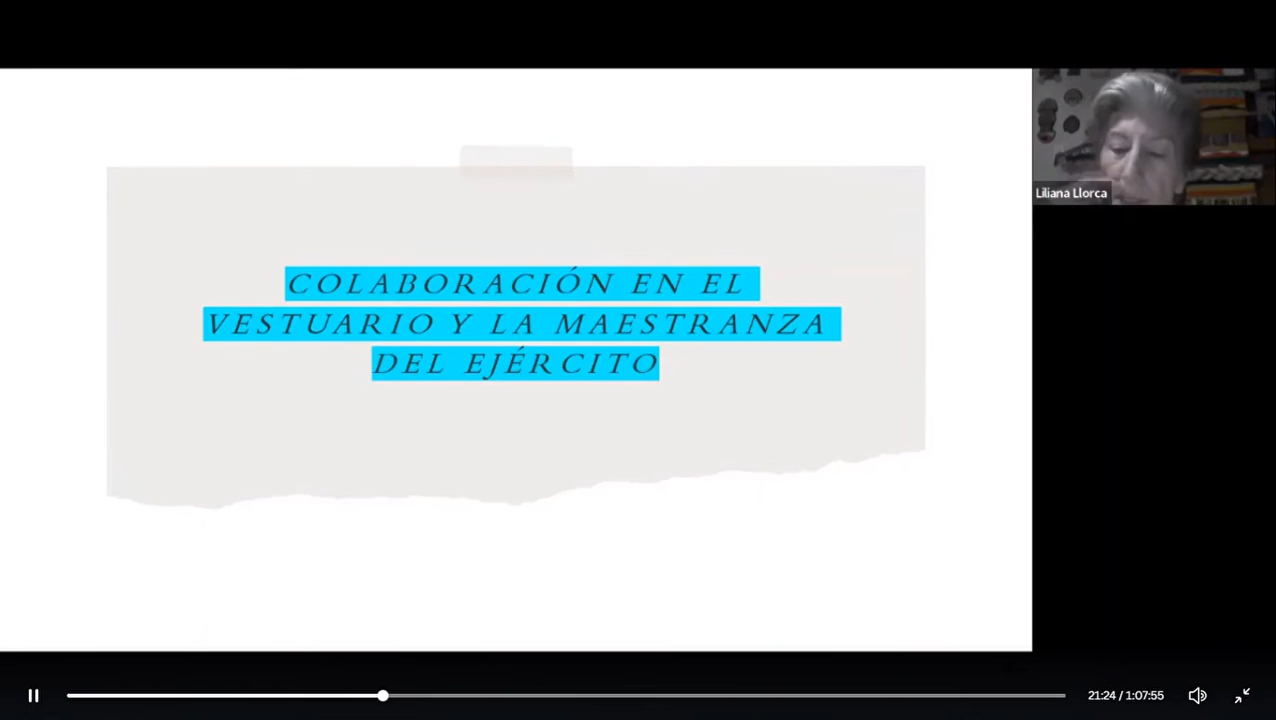 COLABORACIÓN EN EL
VESTUARIO Y LA MAESTRANZA
DEL EJÉRCITO
Liliana Llorca
21:24 / 1:07:55